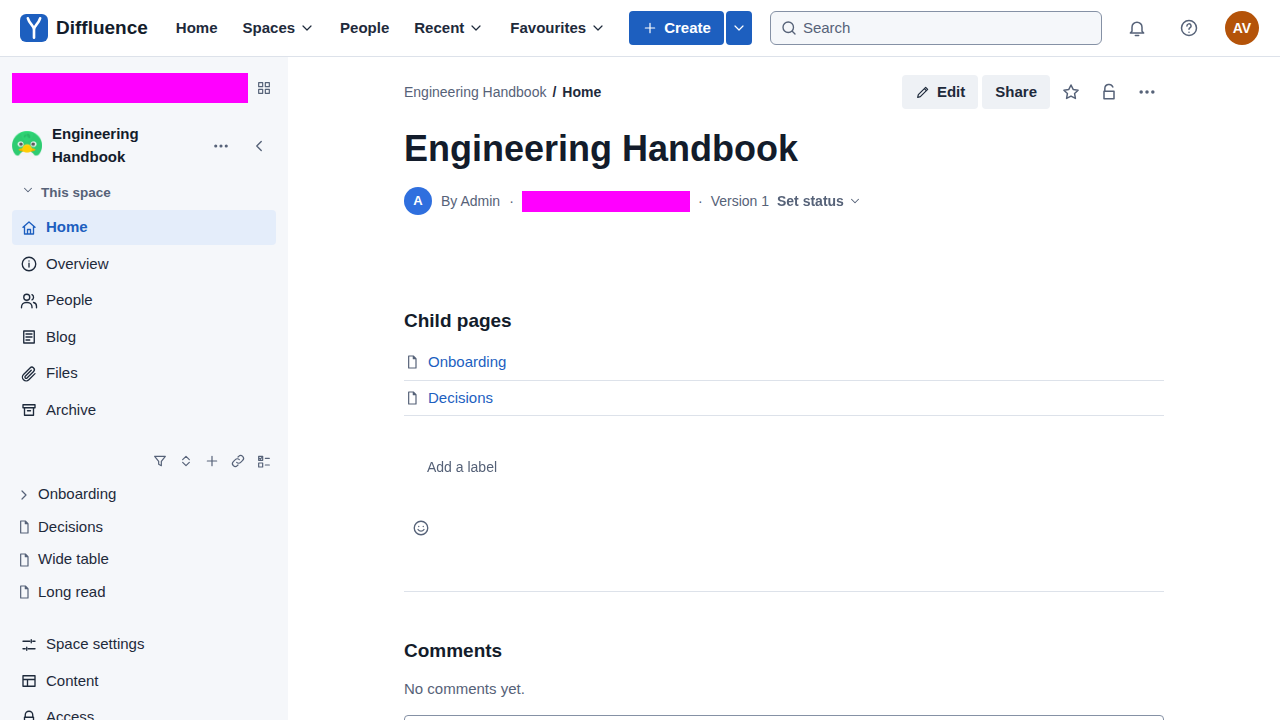 Diffluence
Home Spaces People Recent Favourites Create Search AV
Engineering Handbook
This space
Home
Overview
People
Blog
Files
Archive
Onboarding
Decisions
Wide table
Long read
Space settings
Content
Access
Engineering Handbook / Home
Edit Share
Engineering Handbook
A By Admin · · Version 1 Set status
Child pages
Onboarding
Decisions
Add a label
Comments
No comments yet.